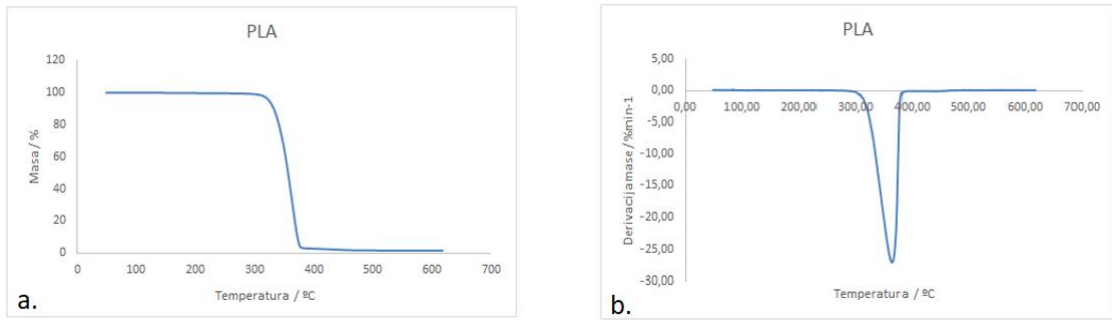 PLA
120
100
80
60
40
20
0
Masa / %
0 100 200 300 400 500 600 700
Temperatura / ºC
a.
PLA
5,00
0,00
-5,00
-10,00
-15,00
-20,00
-25,00
-30,00
Derivacija mase / %min-1
0,00 100,00 200,00 300,00 400,00 500,00 600,00 700,00
Temperatura / ºC
b.